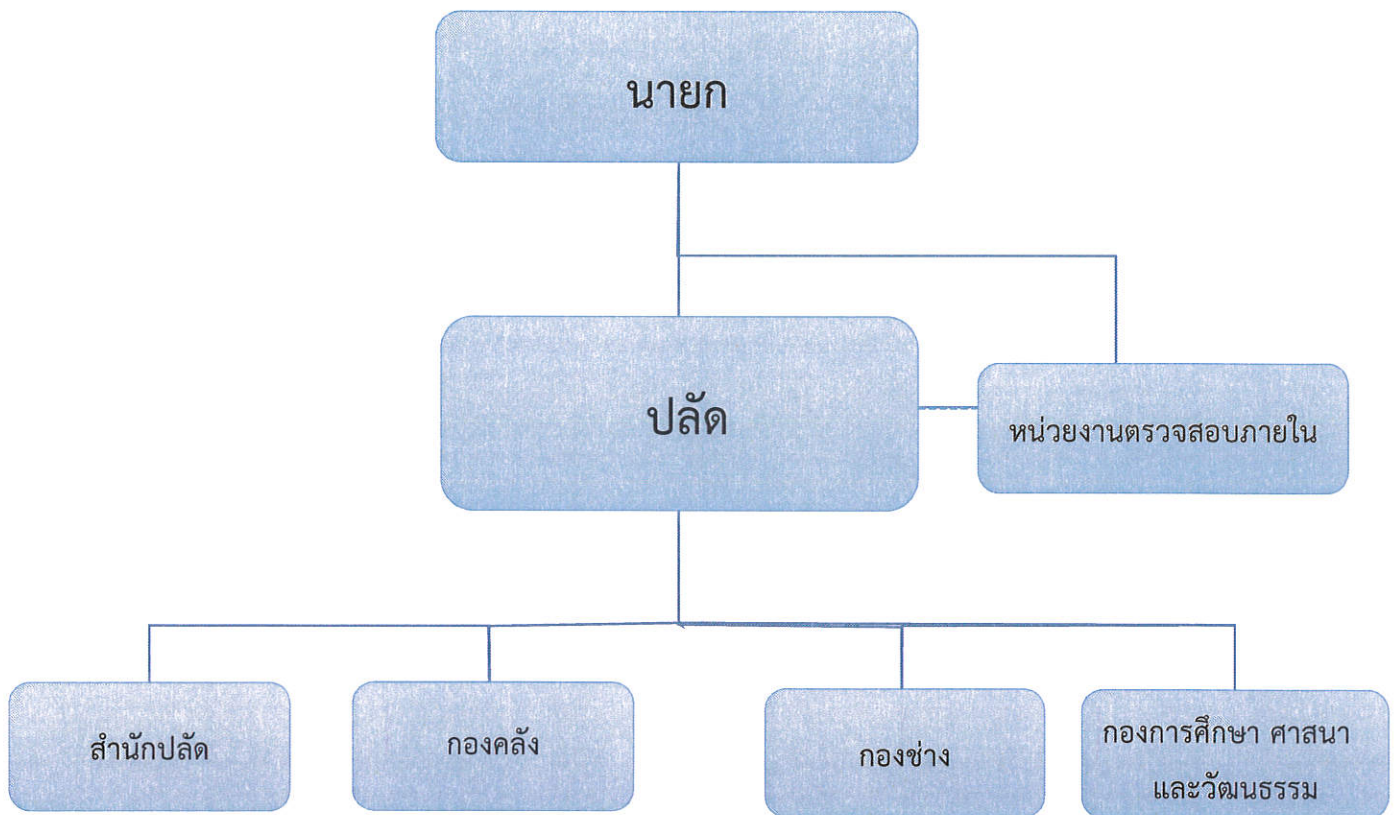 นายก
ปลัด
หน่วยงานตรวจสอบภายใน
สำนักปลัด
กองคลัง
กองช่าง
กองการศึกษา ศาสนา
และวัฒนธรรม